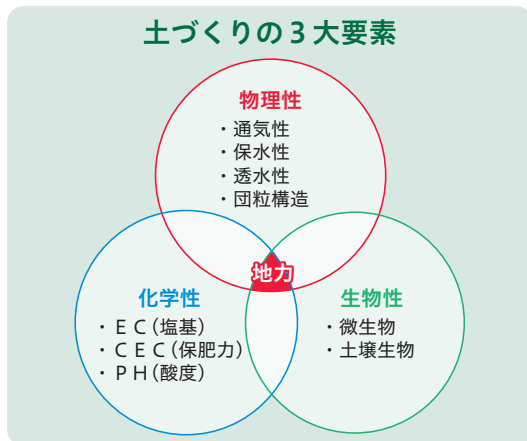 土づくりの3大要素
物理性
・通気性
・保水性
・透水性
・団粒構造
地力
化学性
・ＥＣ(塩基)
・ＣＥＣ(保肥力)
・ＰＨ(酸度)
生物性
・微生物
・土壌生物